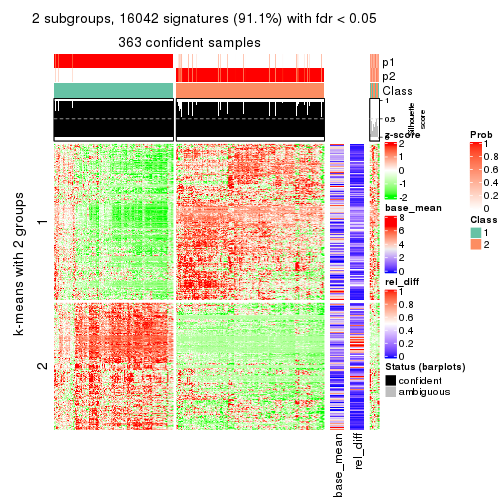 2 subgroups, 16042 signatures (91.1%) with fdr < 0.05
363 confident samples
p1
p2
Class
1
0.5
0
Silhouette
score
k-means with 2 groups
1
2
base_mean
rel_diff
z-score
2
1
0
-1
-2
base_mean
8
6
4
2
0
rel_diff
1
0.8
0.6
0.4
0.2
0
Status (barplots)
confident
ambiguous
Prob
1
0.8
0.6
0.4
0.2
0
Class
1
2